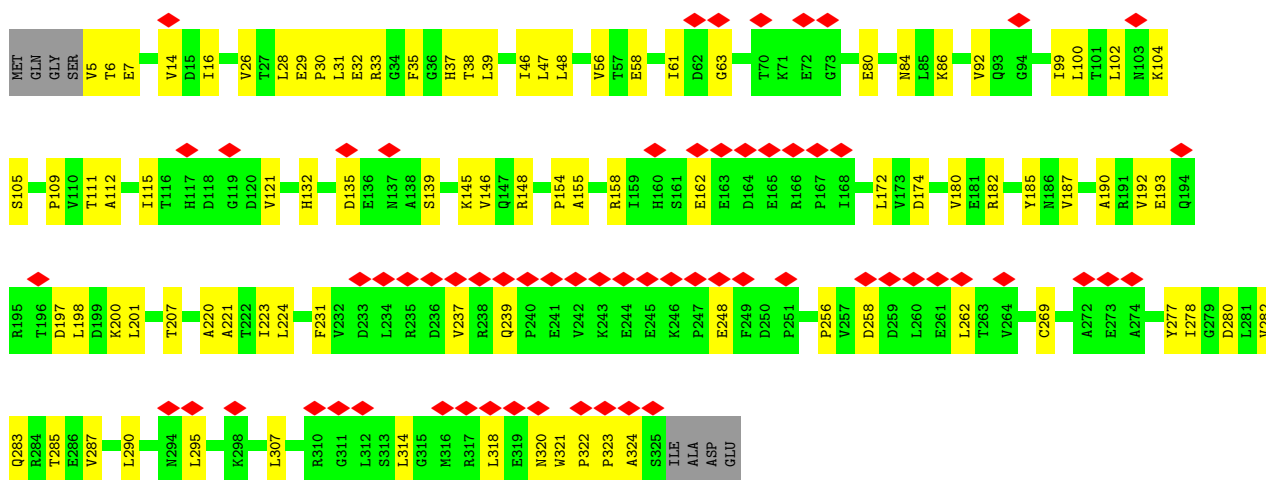 MET GLN GLY SER V5 T6 E7 V14 D15 I16 V26 T27 L28 E29 P30 L31 E32 R33 G34 F35 G36 H37 T38 L39 I46 L47 L48 V56 T57 E58 I61 D62 G63 T70 K71 E72 G73 E80 N84 L85 K86 V92 Q93 G94 I99 L100 T101 L102 N103 K104
S105 P109 V110 T111 A112 I115 T116 H117 D118 G119 D120 V121 H132 D135 E136 N137 A138 S139 K145 V146 Q147 R148 P154 A155 R158 I159 H160 S161 E162 E163 D164 E165 R166 P167 I168 L172 V173 D174 V180 E181 R182 Y185 N186 V187 A190 R191 V192 E193 Q194
R195 T196 D197 L198 D199 K200 L201 T207 A220 A221 T222 I223 L224 F231 V232 D233 L234 R235 D236 V237 R238 Q239 P240 E241 V242 K243 E244 E245 K246 P247 E248 F249 D250 P251 P256 V257 D258 D259 L260 E261 L262 T263 V264 C269 A272 E273 A274 Y277 I278 G279 D280 L281 V282
Q283 R284 T285 E286 V287 L290 N294 L295 K298 L307 R310 G311 L312 S313 L314 G315 M316 R317 L318 E319 N320 W321 P322 P323 A324 S325 ILE ALA ASP GLU